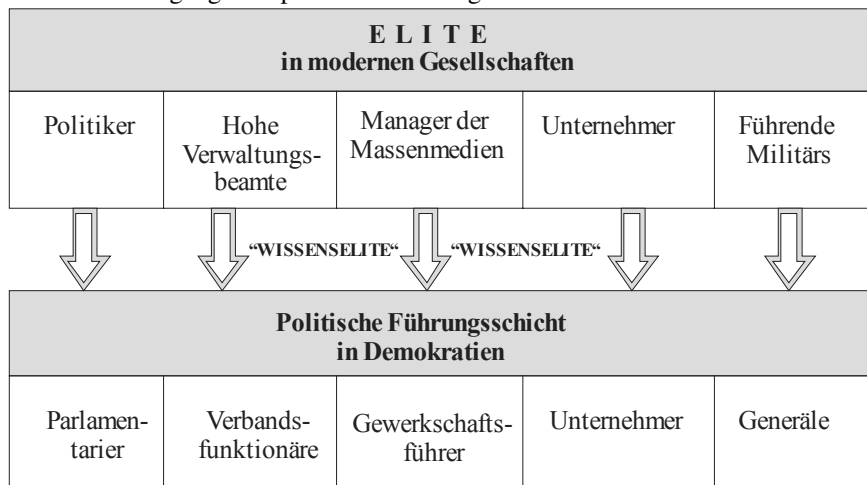 E L I T E
in modernen Gesellschaften
Politiker
Hohe
Verwaltungs-
beamte
Manager der
Massenmedien
Unternehmer
Führende
Militärs
“WISSENSELITE“ “WISSENSELITE“
Politische Führungsschicht
in Demokratien
Parlamen-
tarier
Verbands-
funktionäre
Gewerkschafts-
führer
Unternehmer
Generäle